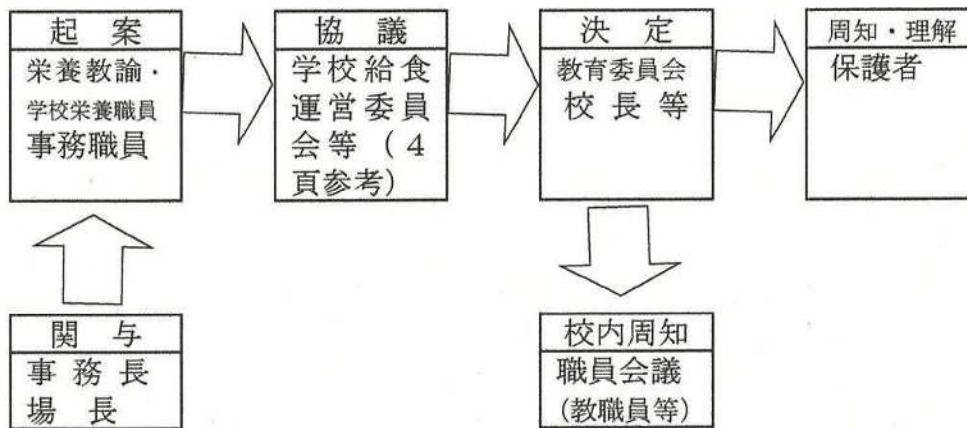 起案
栄養教諭・
学校栄養職員
事務職員
協議
学校給食
運営委員
会等（4
頁参考）
決定
教育委員会
校長等
周知・理解
保護者
関与
事務長
場長
校内周知
職員会議
（教職員等）